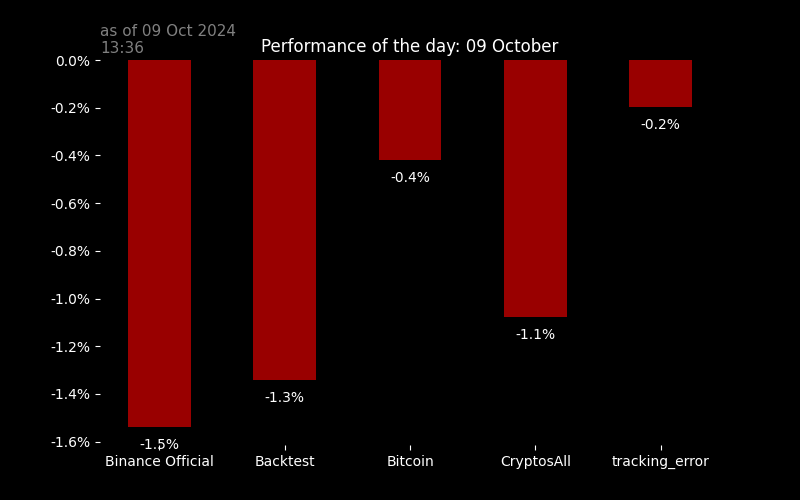 as of 09 Oct 2024
13:36
Performance of the day: 09 October
0.0%
-0.2%
-0.4%
-0.6%
-0.8%
-1.0%
-1.2%
-1.4%
-1.6%
-1.5%
-1.3%
-0.4%
-1.1%
-0.2%
Binance Official
Backtest
Bitcoin
CryptosAll
tracking_error